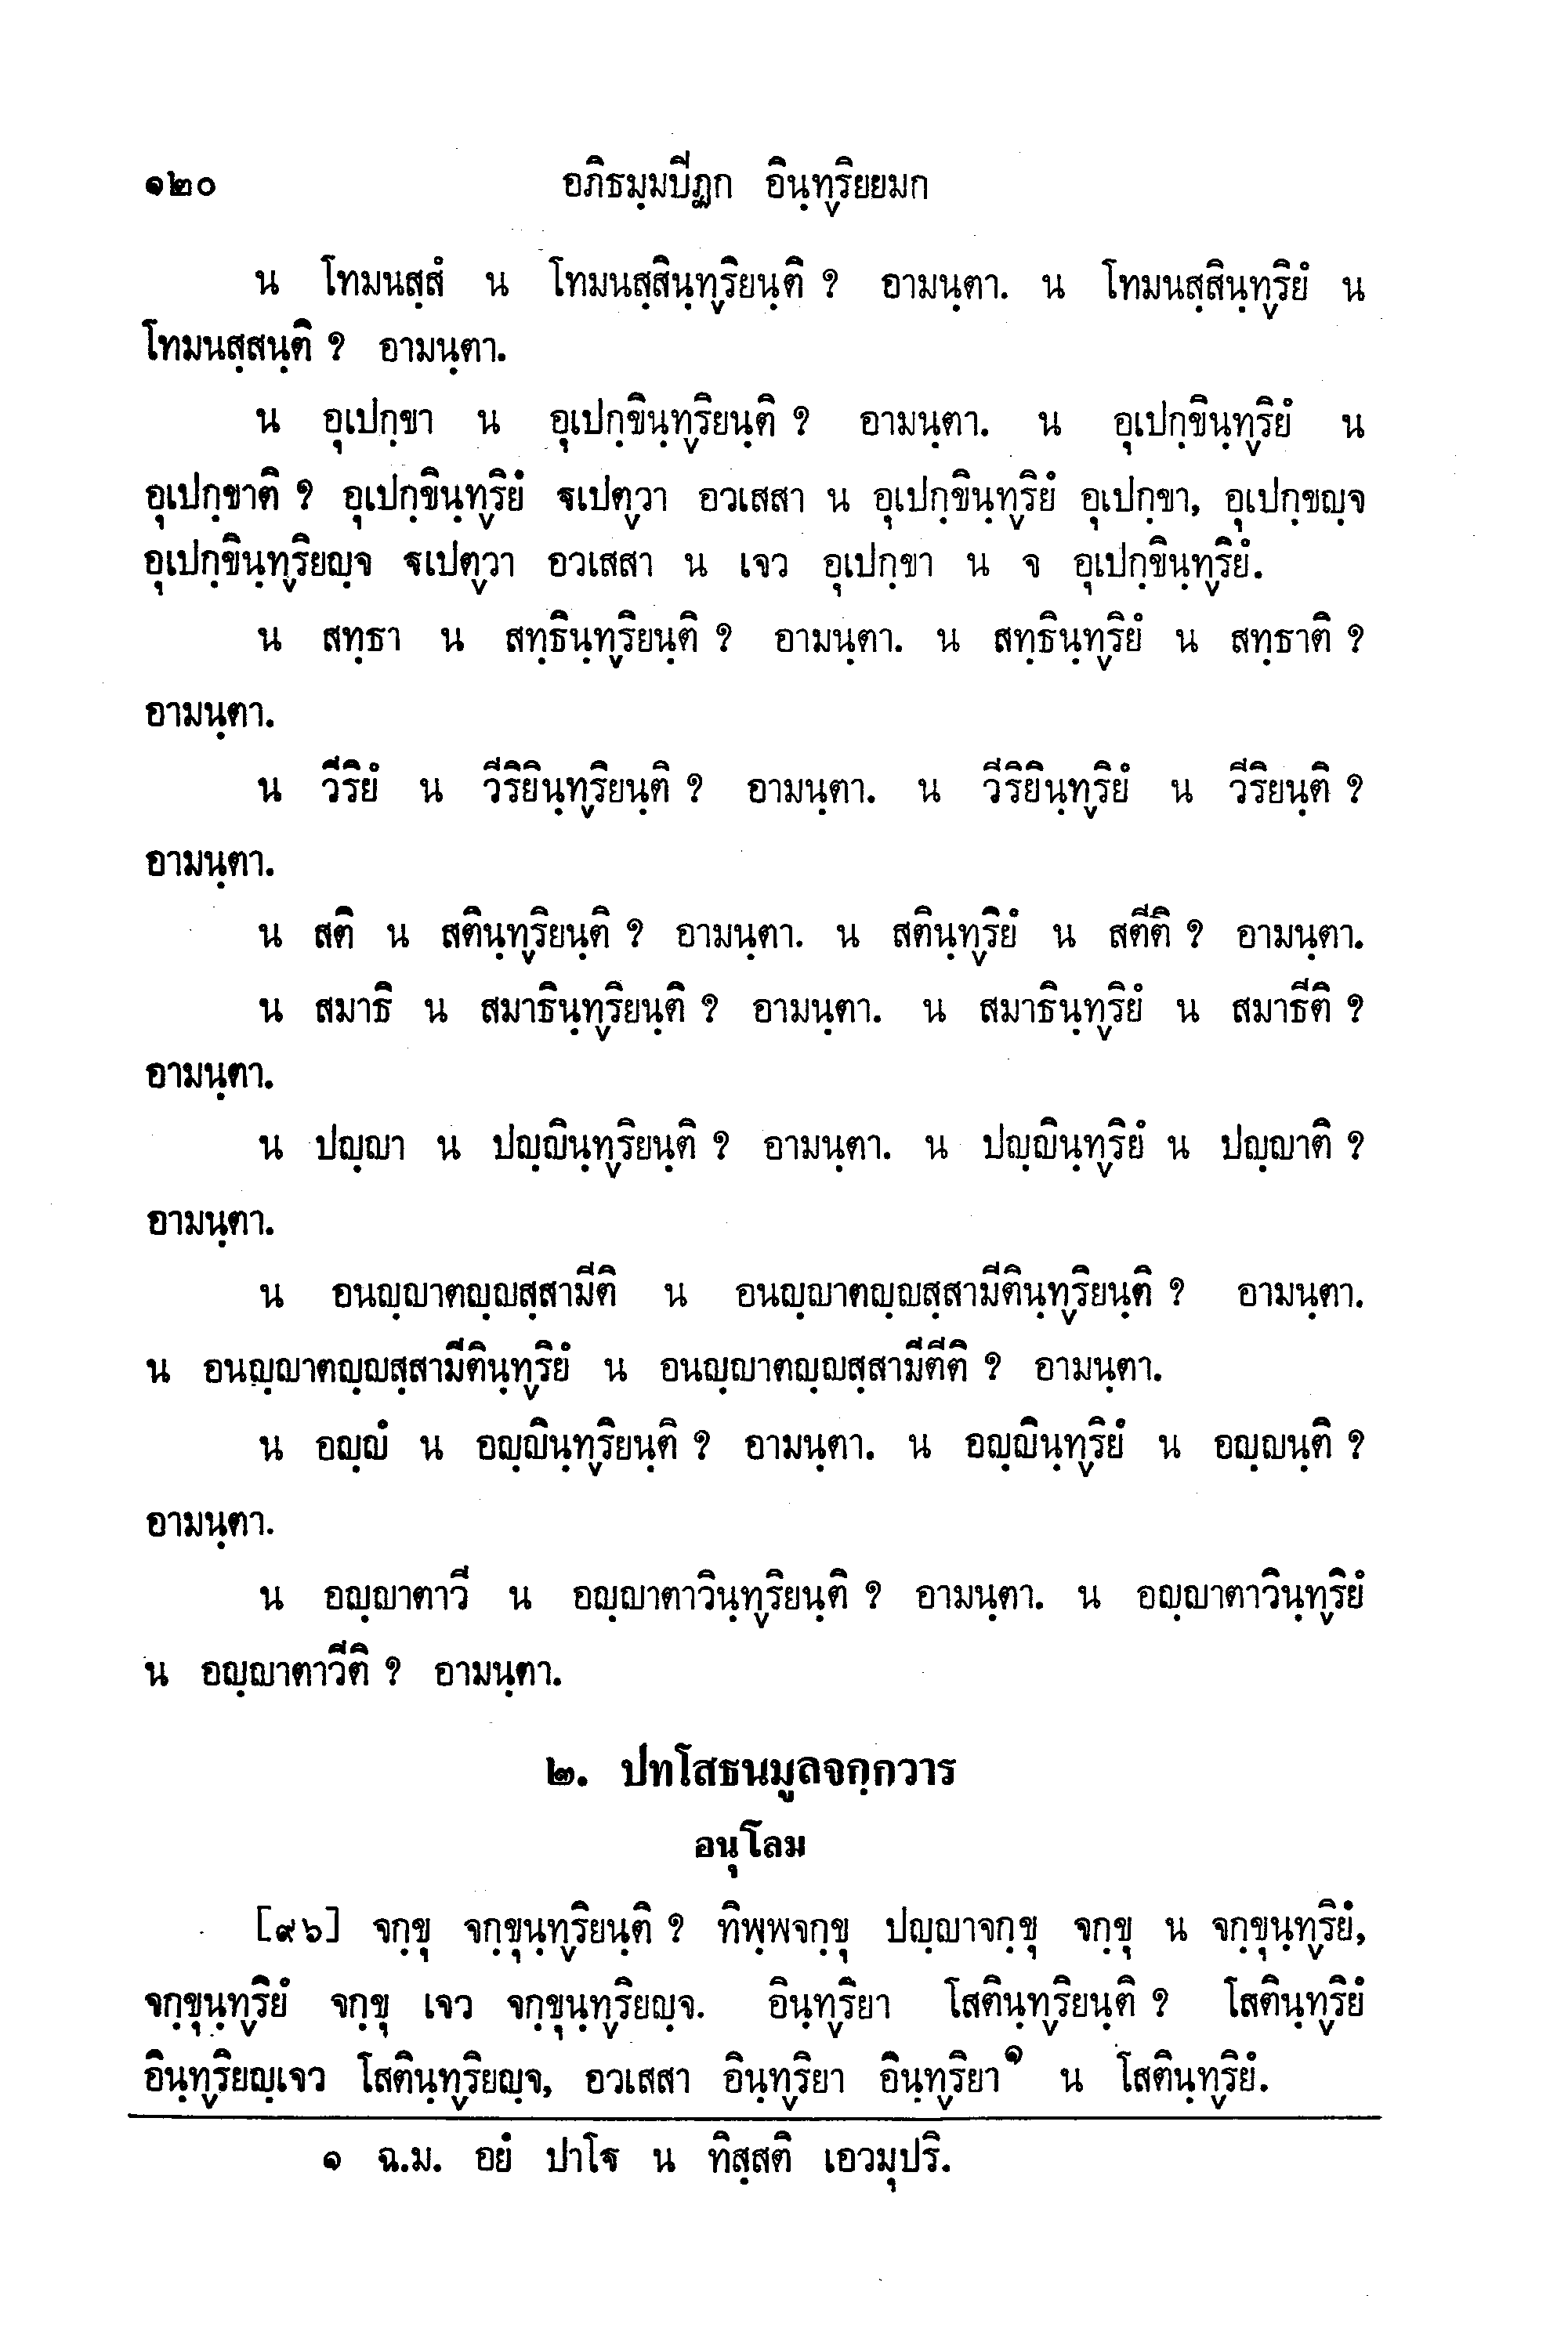 ๑๒๐ อภิธมฺมปีฏก อินฺทฺริยยมก
น โทมนสฺสํ น โทมนสฺสินฺทฺริยนฺติ ? อามนฺตา. น โทมนสฺสินฺทฺริยํ น
โทมนสฺสนฺติ ? อามนฺตา.
น อุเปกฺขา น อุเปกฺขินฺทฺริยนฺติ ? อามนฺตา. น อุเปกฺขินฺทฺริยํ น
อุเปกฺขาติ ? อุเปกฺขินฺทฺริยํ ฐเปตฺวา อวเสสา น อุเปกฺขินฺทฺริยํ อุเปกฺขา, อุเปกฺขญฺจ
อุเปกฺขินฺทฺริยญฺจ ฐเปตฺวา อวเสสา น เจว อุเปกฺขา น จ อุเปกฺขินฺทฺริยํ.
น สทฺธา น สทฺธินฺทฺริยนฺติ ? อามนฺตา. น สทฺธินฺทฺริยํ น สทฺธาติ ?
อามนฺตา.
น วีริยํ น วีริยินฺทฺริยนฺติ ? อามนฺตา. น วีริยินฺทฺริยํ น วีริยนฺติ ?
อามนฺตา.
น สติ น สตินฺทฺริยนฺติ ? อามนฺตา. น สตินฺทฺริยํ น สตีติ ? อามนฺตา.
น สมาธิ น สมาธินฺทฺริยนฺติ ? อามนฺตา. น สมาธินฺทฺริยํ น สมาธีติ ?
อามนฺตา.
น ปญฺญา น ปญฺญินฺทฺริยนฺติ ? อามนฺตา. น ปญฺญินฺทฺริยํ น ปญฺญาติ ?
อามนฺตา.
น อนญฺญาตญฺญสฺสามีติ น อนญฺญาตญฺญสฺสามีตินฺทฺริยนฺติ ? อามนฺตา.
น อนญฺญาตญฺญสฺสามีตินฺทฺริยํ น อนญฺญาตญฺญสฺสามีตีติ ? อามนฺตา.
น อญฺญํ น อญฺญินฺทฺริยนฺติ ? อามนฺตา. น อญฺญินฺทฺริยํ น อญฺญนฺติ ?
อามนฺตา.
น อญฺญาตาวี น อญฺญาตาวินฺทฺริยนฺติ ? อามนฺตา. น อญฺญาตาวินฺทฺริยํ
น อญฺญาตาวีติ ? อามนฺตา.
๒. ปทโสธนมูลจกฺกวาร
อนุโลม
[๙๖] จกฺขุ จกฺขุนฺทฺริยนฺติ ? ทิพฺพจกฺขุ ปญฺญาจกฺขุ จกฺขุ น จกฺขุนฺทฺริยํ,
จกฺขุนฺทฺริยํ จกฺขุ เจว จกฺขุนฺทฺริยญฺจ. อินฺทฺริยา โสตินฺทฺริยนฺติ ? โสตินฺทฺริยํ
อินฺทฺริยญฺเจว โสตินฺทฺริยญฺจ, อวเสสา อินฺทฺริยา อินฺทฺริยา๑ น โสตินฺทฺริยํ.
๑ ฉ.ม. อยํ ปาโฐ น ทิสฺสติ เอวมุปริ.